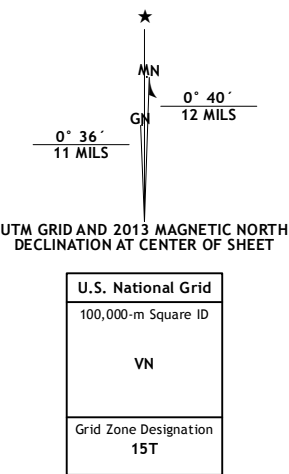 ★
MN
0° 40´
12 MILS
GN
0° 36´
11 MILS
UTM GRID AND 2013 MAGNETIC NORTH
DECLINATION AT CENTER OF SHEET
U.S. National Grid
100,000-m Square ID
VN
Grid Zone Designation
15T